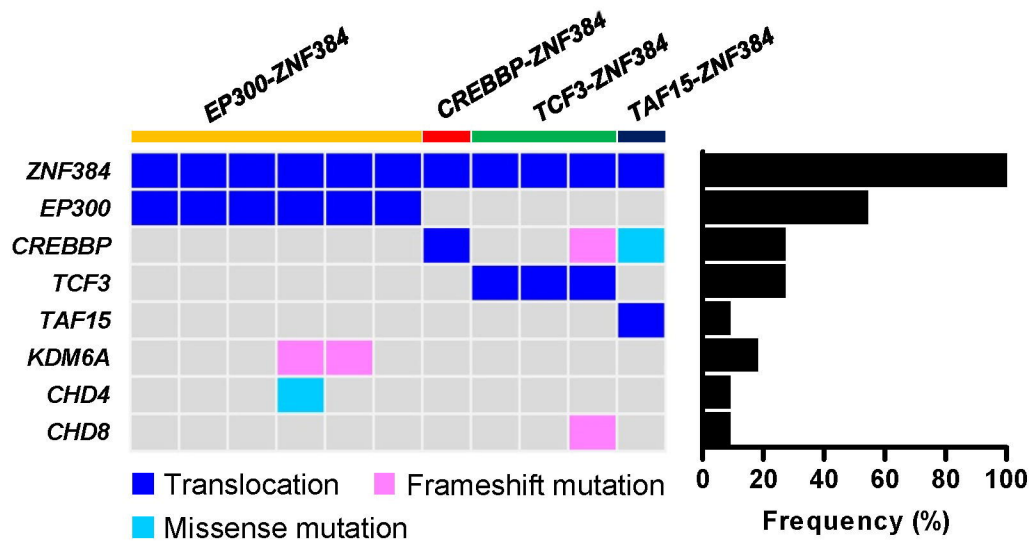 EP300-ZNF384
CREBBP-ZNF384
TCF3-ZNF384
TAF15-ZNF384
ZNF384
EP300
CREBBP
TCF3
TAF15
KDM6A
CHD4
CHD8
Translocation
Frameshift mutation
Missense mutation
0 20 40 60 80 100
Frequency (%)